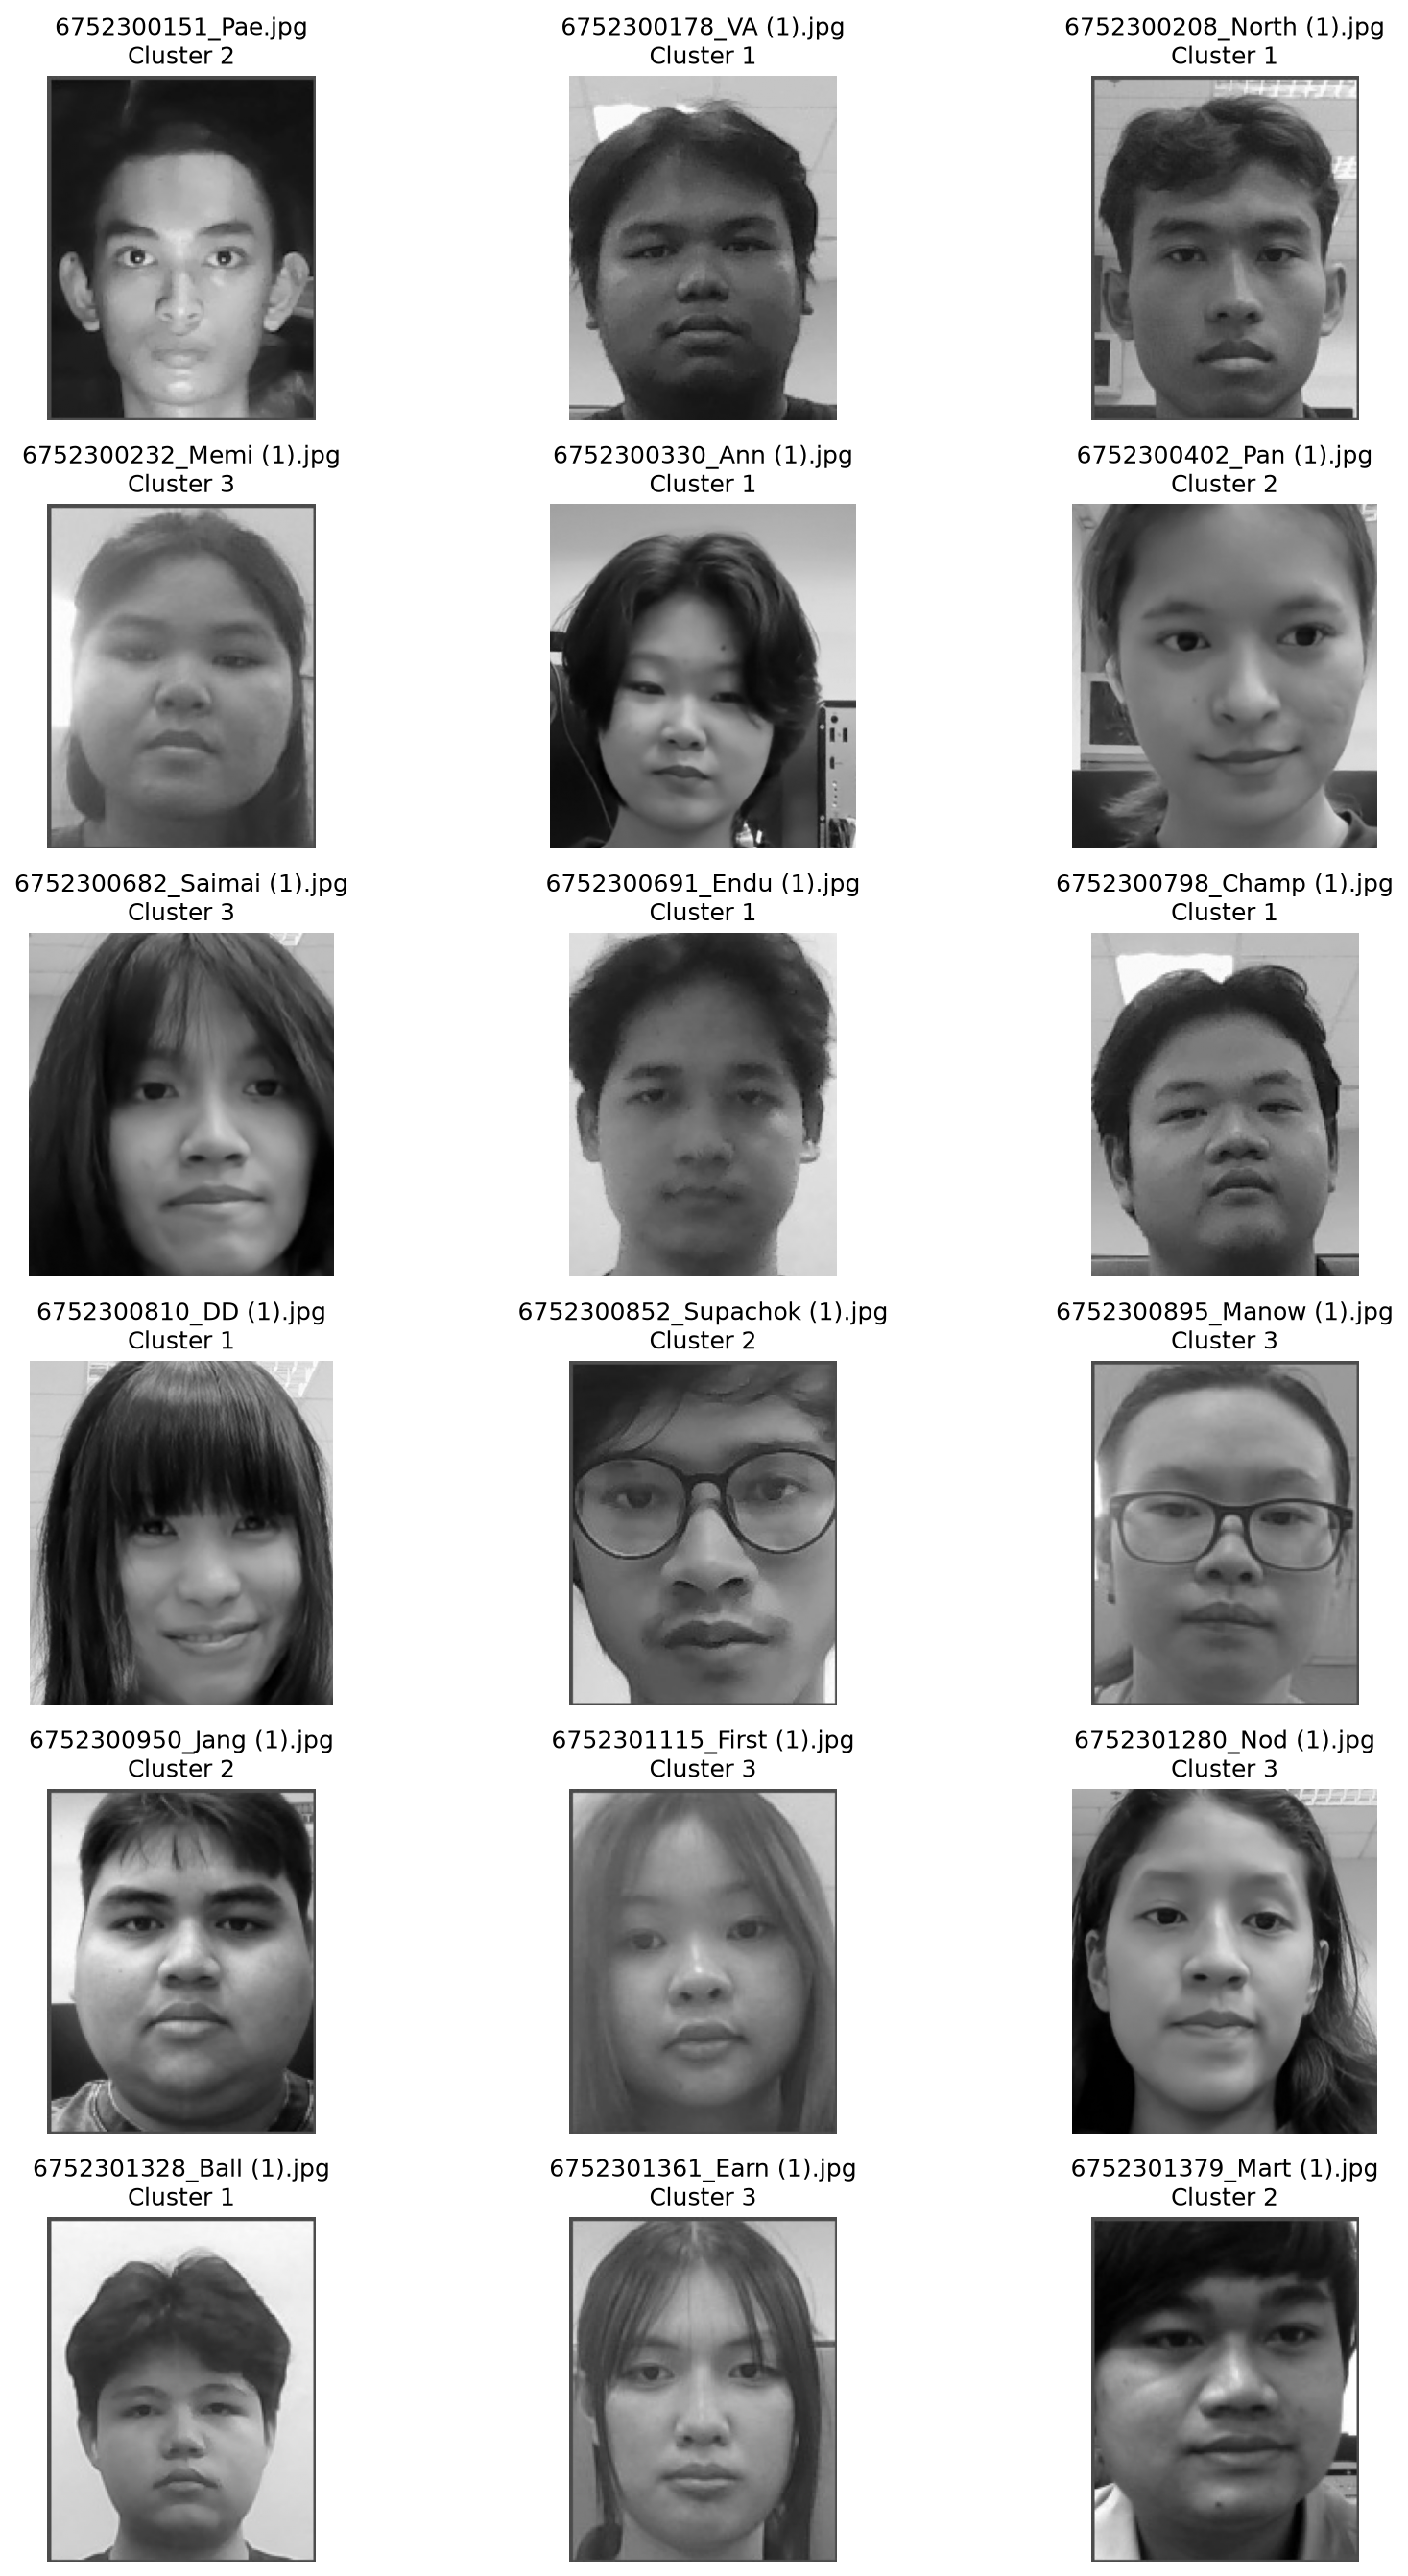 6752300151_Pae.jpg
Cluster 2
6752300178_VA (1).jpg
Cluster 1
6752300208_North (1).jpg
Cluster 1
6752300232_Memi (1).jpg
Cluster 3
6752300330_Ann (1).jpg
Cluster 1
6752300402_Pan (1).jpg
Cluster 2
6752300682_Saimai (1).jpg
Cluster 3
6752300691_Endu (1).jpg
Cluster 1
6752300798_Champ (1).jpg
Cluster 1
6752300810_DD (1).jpg
Cluster 1
6752300852_Supachok (1).jpg
Cluster 2
6752300895_Manow (1).jpg
Cluster 3
6752300950_Jang (1).jpg
Cluster 2
6752301115_First (1).jpg
Cluster 3
6752301280_Nod (1).jpg
Cluster 3
6752301328_Ball (1).jpg
Cluster 1
6752301361_Earn (1).jpg
Cluster 3
6752301379_Mart (1).jpg
Cluster 2